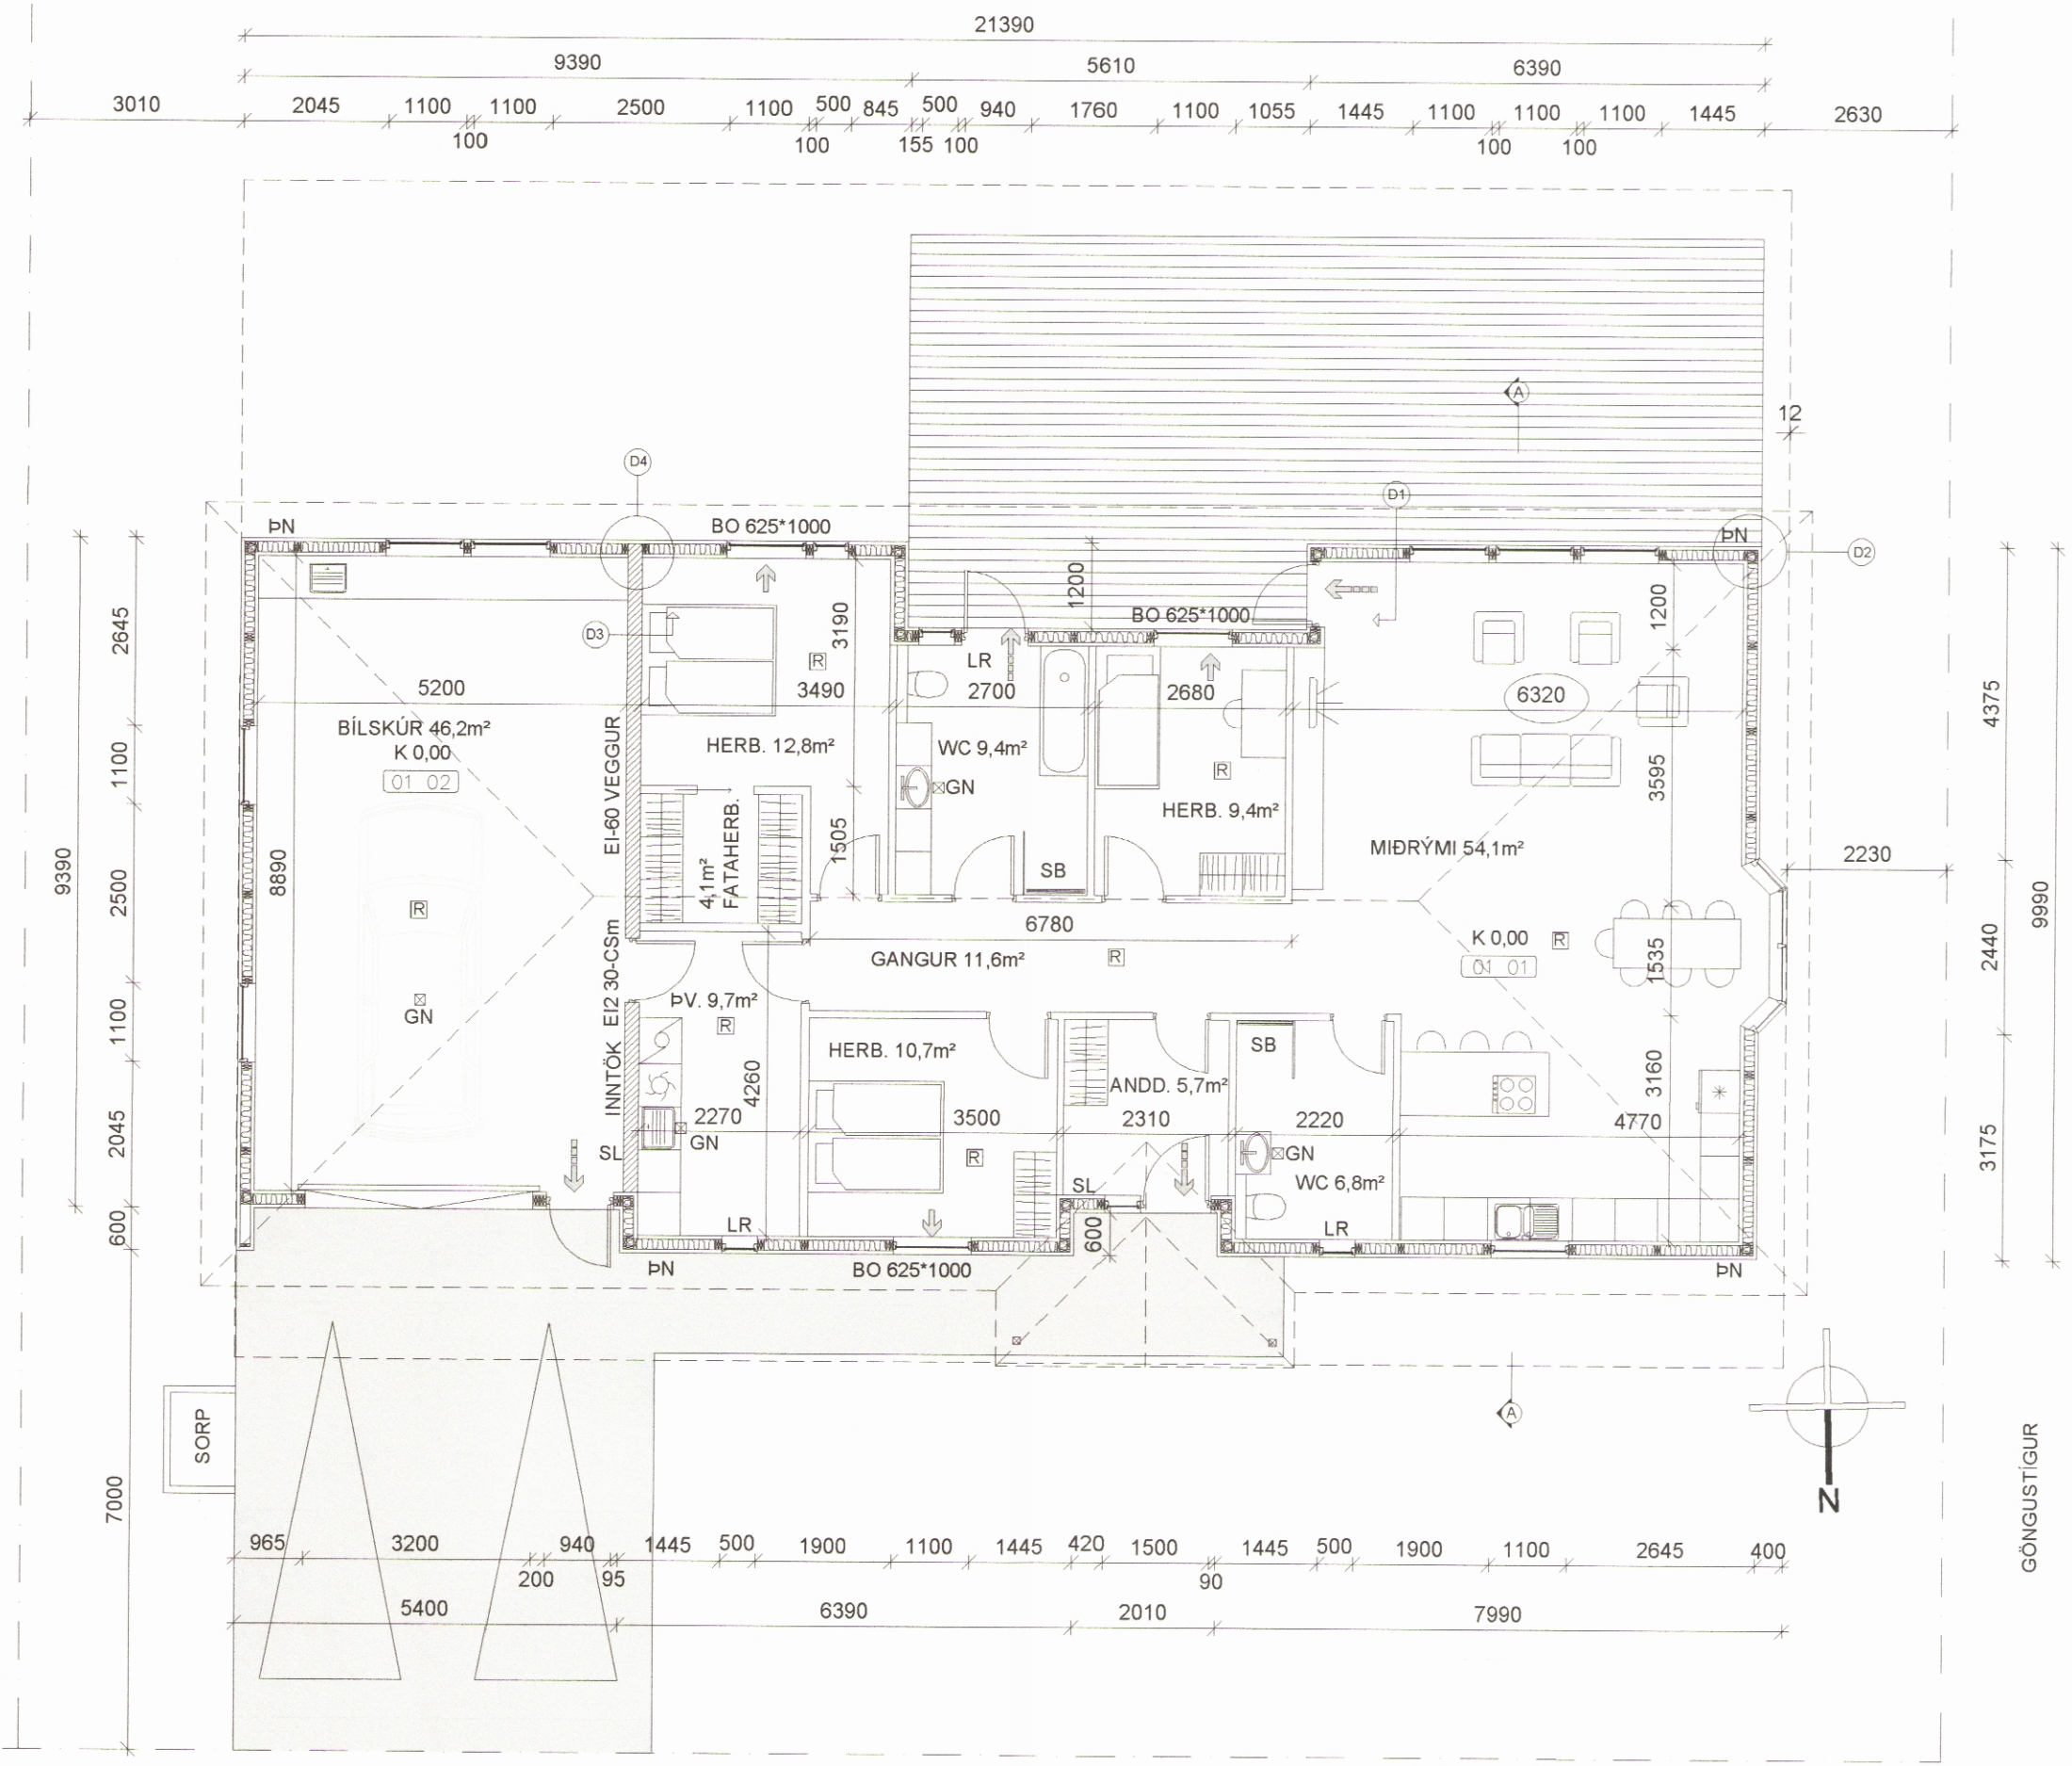 21390
9390 5610 6390
3010 2045 1100 1100 2500 1100 500 845 500 940 1760 1100 1055 1445 1100 1100 1100 1445 2630
100 100 155 100 100 100
A
12
D4
D1
ÞN BO 625*1000 ÞN
D2
1200
BO 625*1000
1200
2645
D3
3190
R
LR
5200 3490 2700 2680 6320
4375
BÍLSKÚR 46,2m²
K 0,00
01 02
EI-60 VEGGUR
HERB. 12,8m²
WC 9,4m²
GN
R
HERB. 9,4m²
3595
1100
FATAHERB.
4,1m²
1505
MIÐRÝMI 54,1m²
2230
9390
8890
2500
SB
R
6780
GANGUR 11,6m²
R
K 0,00
R
01 01
1535
2440
9990
EI2 30-CSm
ÞV. 9,7m²
R
GN
1100
INNTÖK
HERB. 10,7m²
SB
ANDD. 5,7m²
4260
3160
2270 3500 2310 2220 4770
2045
GN
SL
R
GN
WC 6,8m²
SL
3175
600
LR
600
LR
ÞN BO 625*1000 ÞN
SORP
A
N
GÖNGUSTÍGUR
7000
965 3200 940 1445 500 1900 1100 1445 420 1500 1445 500 1900 1100 2645 400
200 95 90
5400 6390 2010 7990